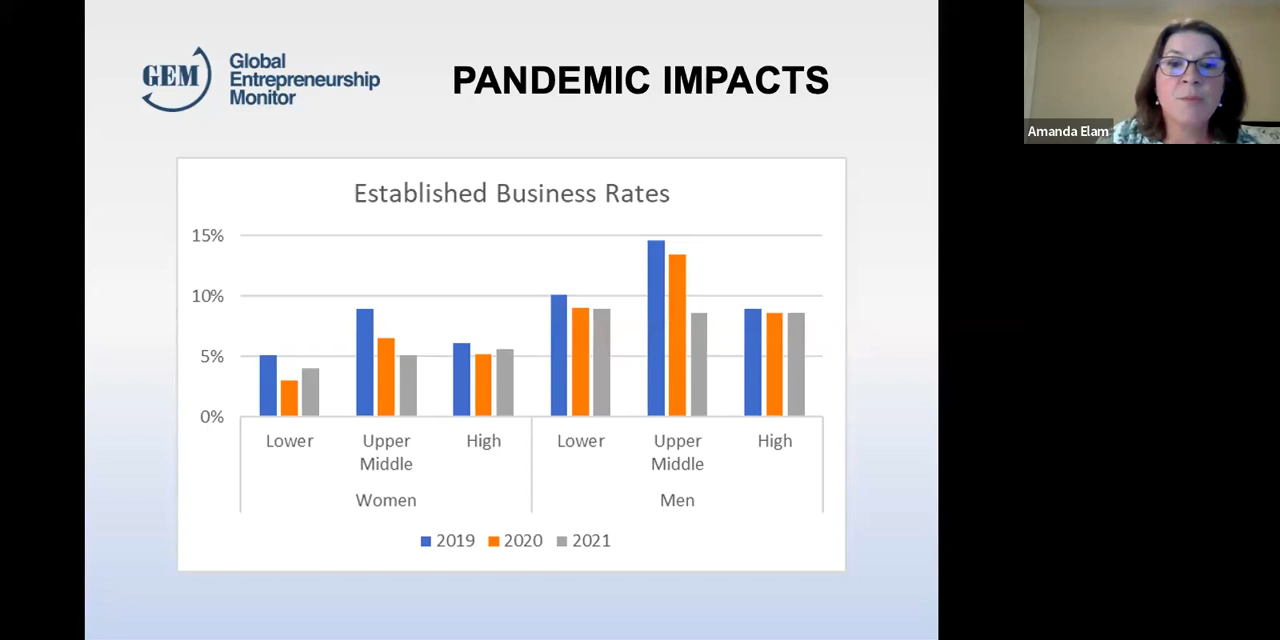 GEM
Global
Entrepreneurship
Monitor
PANDEMIC IMPACTS
Amanda Elam
Established Business Rates
15%
10%
5%
0%
Lower
Upper
Middle
High
Lower
Upper
Middle
High
Women
Men
2019
2020
2021